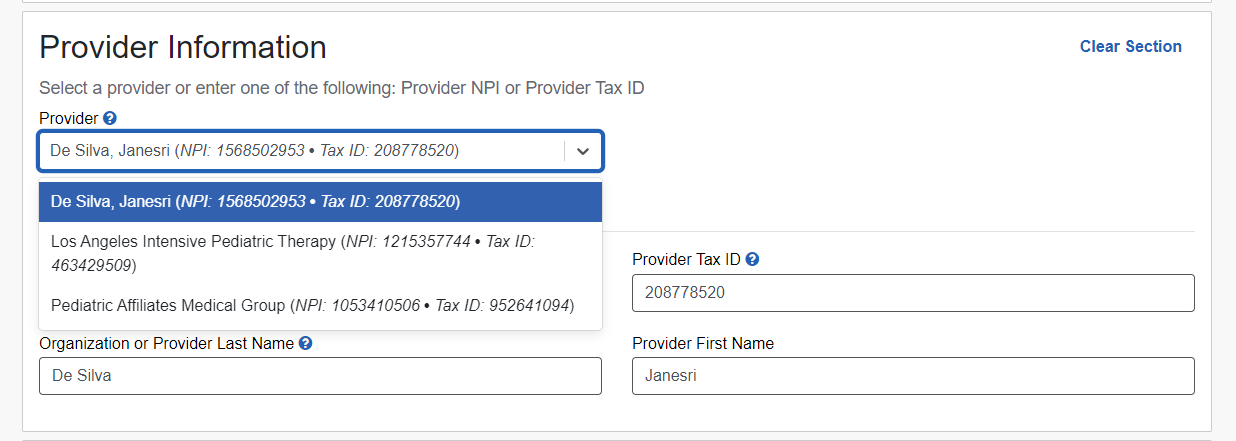 Provider Information
Clear Section
Select a provider or enter one of the following: Provider NPI or Provider Tax ID
Provider
De Silva, Janesri (NPI: 1568502953 • Tax ID: 208778520)
De Silva, Janesri (NPI: 1568502953 • Tax ID: 208778520)
Los Angeles Intensive Pediatric Therapy (NPI: 1215357744 • Tax ID:
463429509)
Pediatric Affiliates Medical Group (NPI: 1053410506 • Tax ID: 952641094)
Provider Tax ID
208778520
Organization or Provider Last Name
De Silva
Provider First Name
Janesri